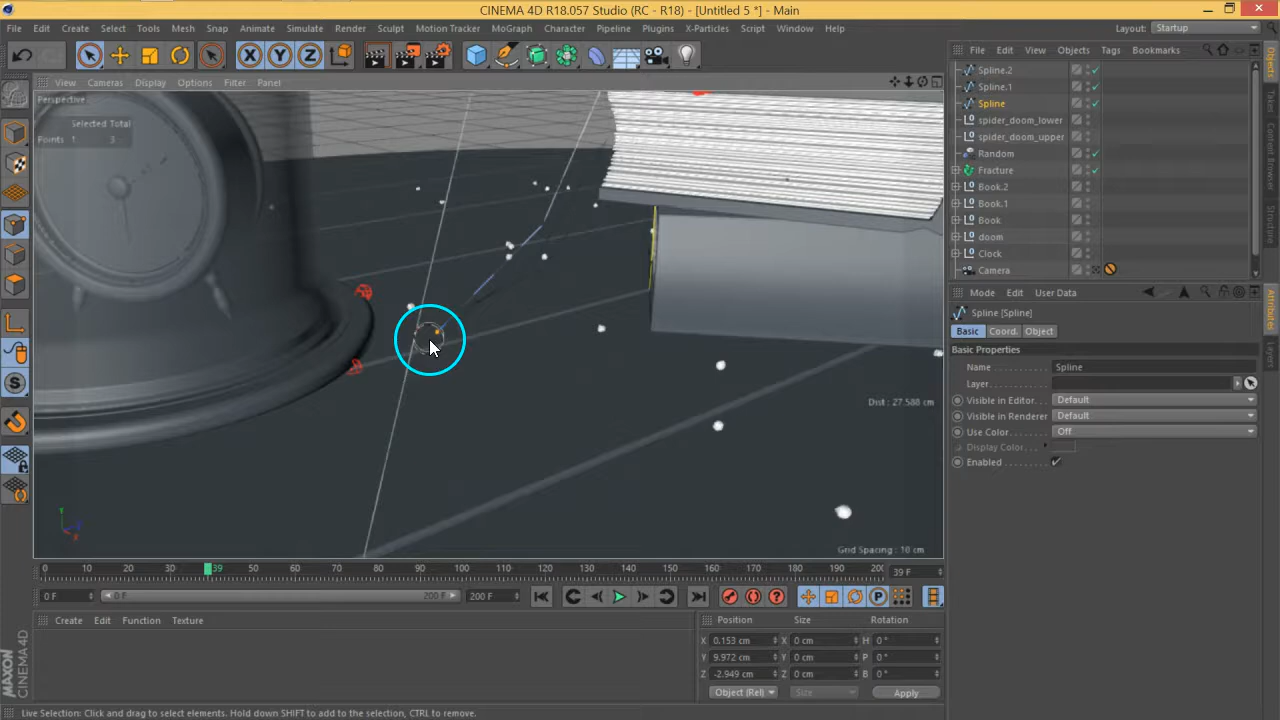 CINEMA 4D R18.057 Studio (RC - R18) - [Untitled 5 *] - Main
File Edit Create Select Tools Mesh Snap Animate Simulate Render Sculpt Motion Tracker MoGraph Character Pipeline Plugins X-Particles Script Window Help Layout: Startup
X Y Z
File Edit View Objects Tags Bookmarks
View Cameras Display Options Filter Panel
Perspective
Selected Total
Points 1 3
Spline.2
Spline.1
Spline
spider_doom_lower
spider_doom_upper
Random
Fracture
Book.2
Book.1
Book
doom
Clock
Camera
Objects
Takes
Content Browser
Structure
Mode Edit User Data
Spline [Spline]
Basic Coord. Object
Basic Properties
Name Spline
Layer
Visible in Editor Default
Visible in Renderer Default
Use Color Off
Display Color
Enabled
Attributes
Layers
Dist : 27.588 cm
Grid Spacing : 10 cm
0 10 20 30 39 50 60 70 80 90 100 110 120 130 140 150 160 170 180 190 200 39 F
0 F 0 F 200 F 200 F
Create Edit Function Texture
Position Size Rotation
X 0.153 cm X 0 cm H 0 °
Y 9.972 cm Y 0 cm P 0 °
Z -2.949 cm Z 0 cm B 0 °
Object (Rel) Size Apply
MAXON
CINEMA 4D
Live Selection: Click and drag to select elements. Hold down SHIFT to add to the selection, CTRL to remove.